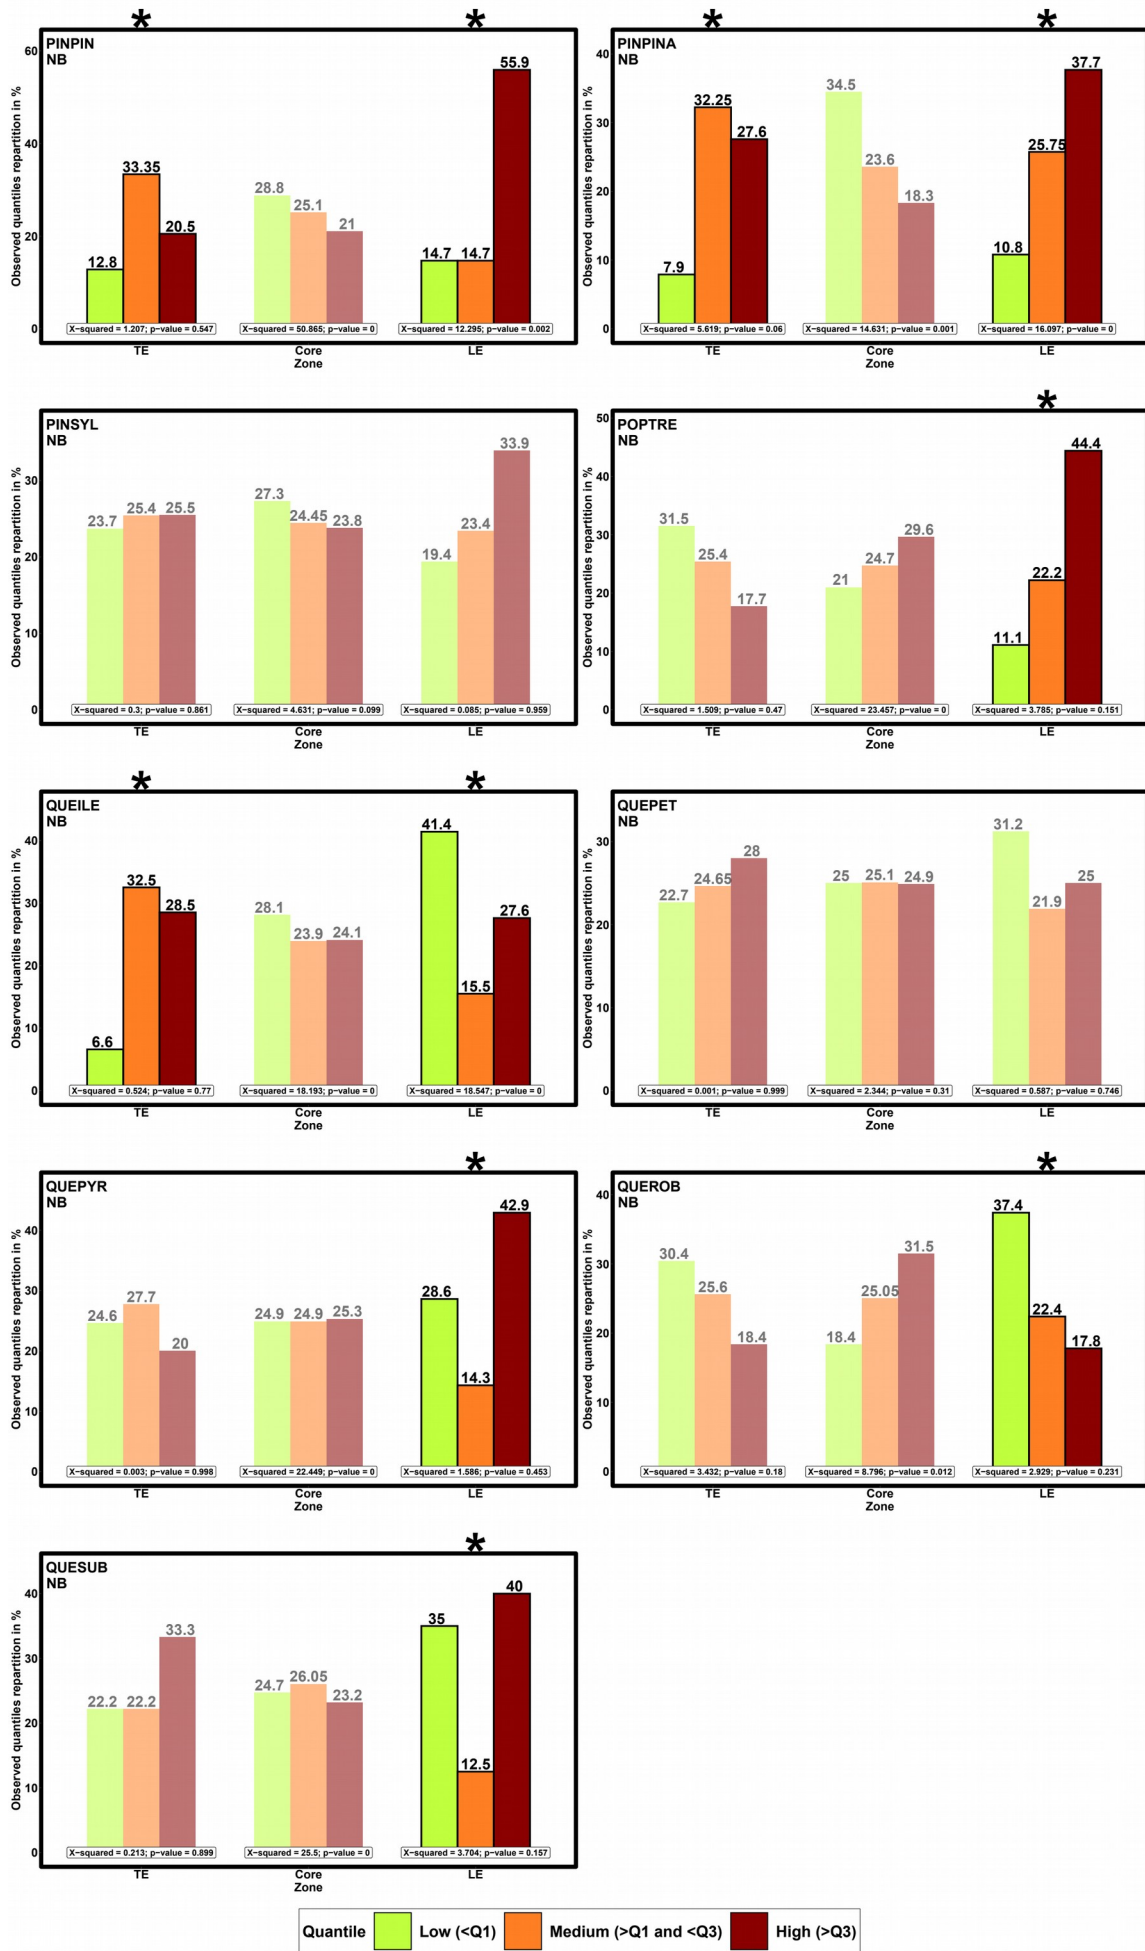 * *
PINPIN
NB
Observed quantiles repartition in %
60
40
20
0
12.8 33.35 20.5
28.8 25.1 21
14.7 14.7 55.9
X−squared = 1.207; p−value = 0.547 X−squared = 50.865; p−value = 0 X−squared = 12.295; p−value = 0.002
TE Core LE
Zone
* *
PINPINA
NB
Observed quantiles repartition in %
40
30
20
10
0
7.9 32.25 27.6
34.5 23.6 18.3
10.8 25.75 37.7
X−squared = 5.619; p−value = 0.06 X−squared = 14.631; p−value = 0.001 X−squared = 16.097; p−value = 0
TE Core LE
Zone
PINSYL
NB
Observed quantiles repartition in %
30
20
10
0
23.7 25.4 25.5
27.3 24.45 23.8
19.4 23.4 33.9
X−squared = 0.3; p−value = 0.861 X−squared = 4.631; p−value = 0.099 X−squared = 0.085; p−value = 0.959
TE Core LE
Zone
*
POPTRE
NB
Observed quantiles repartition in %
50
40
30
20
10
0
31.5 25.4 17.7
21 24.7 29.6
11.1 22.2 44.4
X−squared = 1.509; p−value = 0.47 X−squared = 23.457; p−value = 0 X−squared = 3.785; p−value = 0.151
TE Core LE
Zone
* *
QUEILE
NB
Observed quantiles repartition in %
40
30
20
10
0
6.6 32.5 28.5
28.1 23.9 24.1
41.4 15.5 27.6
X−squared = 0.524; p−value = 0.77 X−squared = 18.193; p−value = 0 X−squared = 18.547; p−value = 0
TE Core LE
Zone
QUEPET
NB
Observed quantiles repartition in %
30
20
10
0
22.7 24.65 28
25 25.1 24.9
31.2 21.9 25
X−squared = 0.001; p−value = 0.999 X−squared = 2.344; p−value = 0.31 X−squared = 0.587; p−value = 0.746
TE Core LE
Zone
*
QUEPYR
NB
Observed quantiles repartition in %
40
30
20
10
0
24.6 27.7 20
24.9 24.9 25.3
28.6 14.3 42.9
X−squared = 0.003; p−value = 0.998 X−squared = 22.449; p−value = 0 X−squared = 1.586; p−value = 0.453
TE Core LE
Zone
*
QUEROB
NB
Observed quantiles repartition in %
40
30
20
10
0
30.4 25.6 18.4
18.4 25.05 31.5
37.4 22.4 17.8
X−squared = 3.432; p−value = 0.18 X−squared = 8.796; p−value = 0.012 X−squared = 2.929; p−value = 0.231
TE Core LE
Zone
*
QUESUB
NB
Observed quantiles repartition in %
40
30
20
10
0
22.2 22.2 33.3
24.7 26.05 23.2
35 12.5 40
X−squared = 0.213; p−value = 0.899 X−squared = 25.5; p−value = 0 X−squared = 3.704; p−value = 0.157
TE Core LE
Zone
Quantile Low (<Q1) Medium (>Q1 and <Q3) High (>Q3)